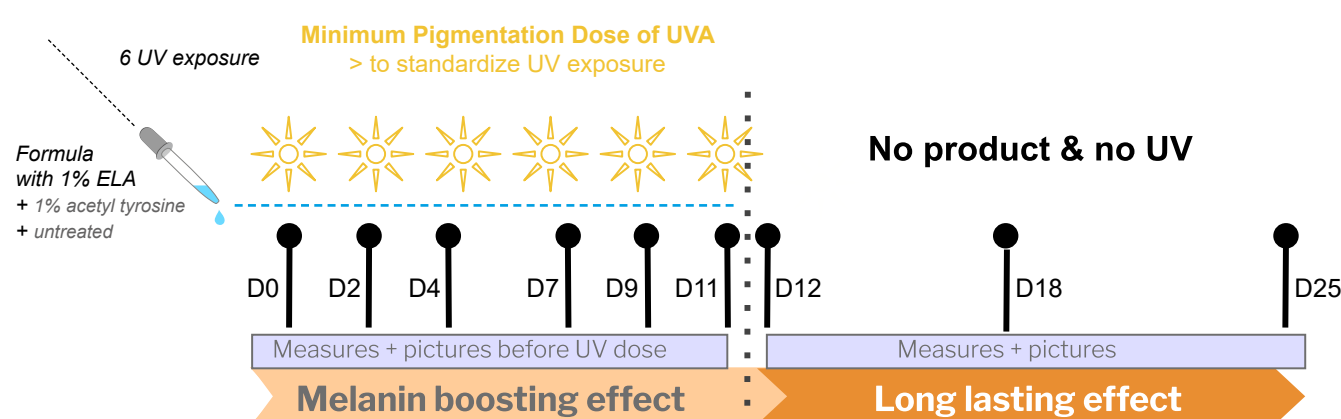 Minimum Pigmentation Dose of UVA
> to standardize UV exposure
6 UV exposure
Formula
with 1% ELA
+ 1% acetyl tyrosine
+ untreated
No product & no UV
D0 D2 D4 D7 D9 D11 D12 D18 D25
Measures + pictures before UV dose
Measures + pictures
Melanin boosting effect
Long lasting effect